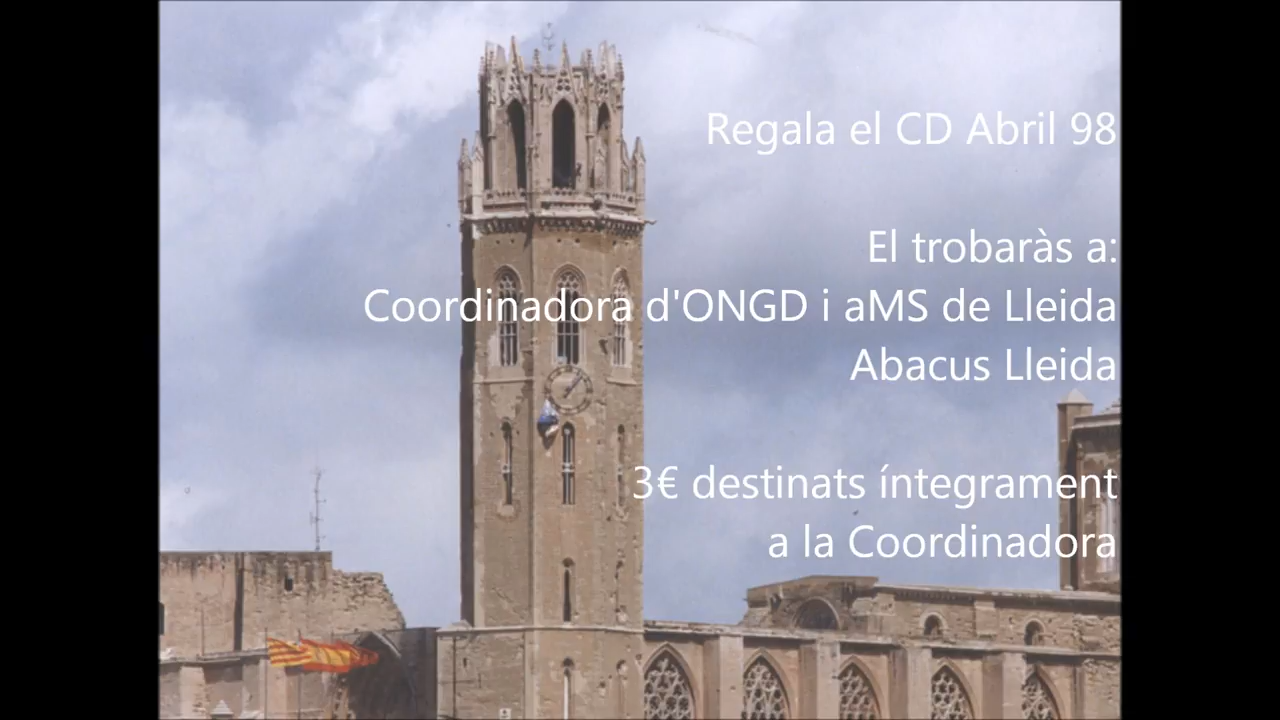 Regala el CD Abril 98
El trobaràs a:
Coordinadora d'ONGD i aMS de Lleida
Abacus Lleida
3€ destinats íntegrament
a la Coordinadora